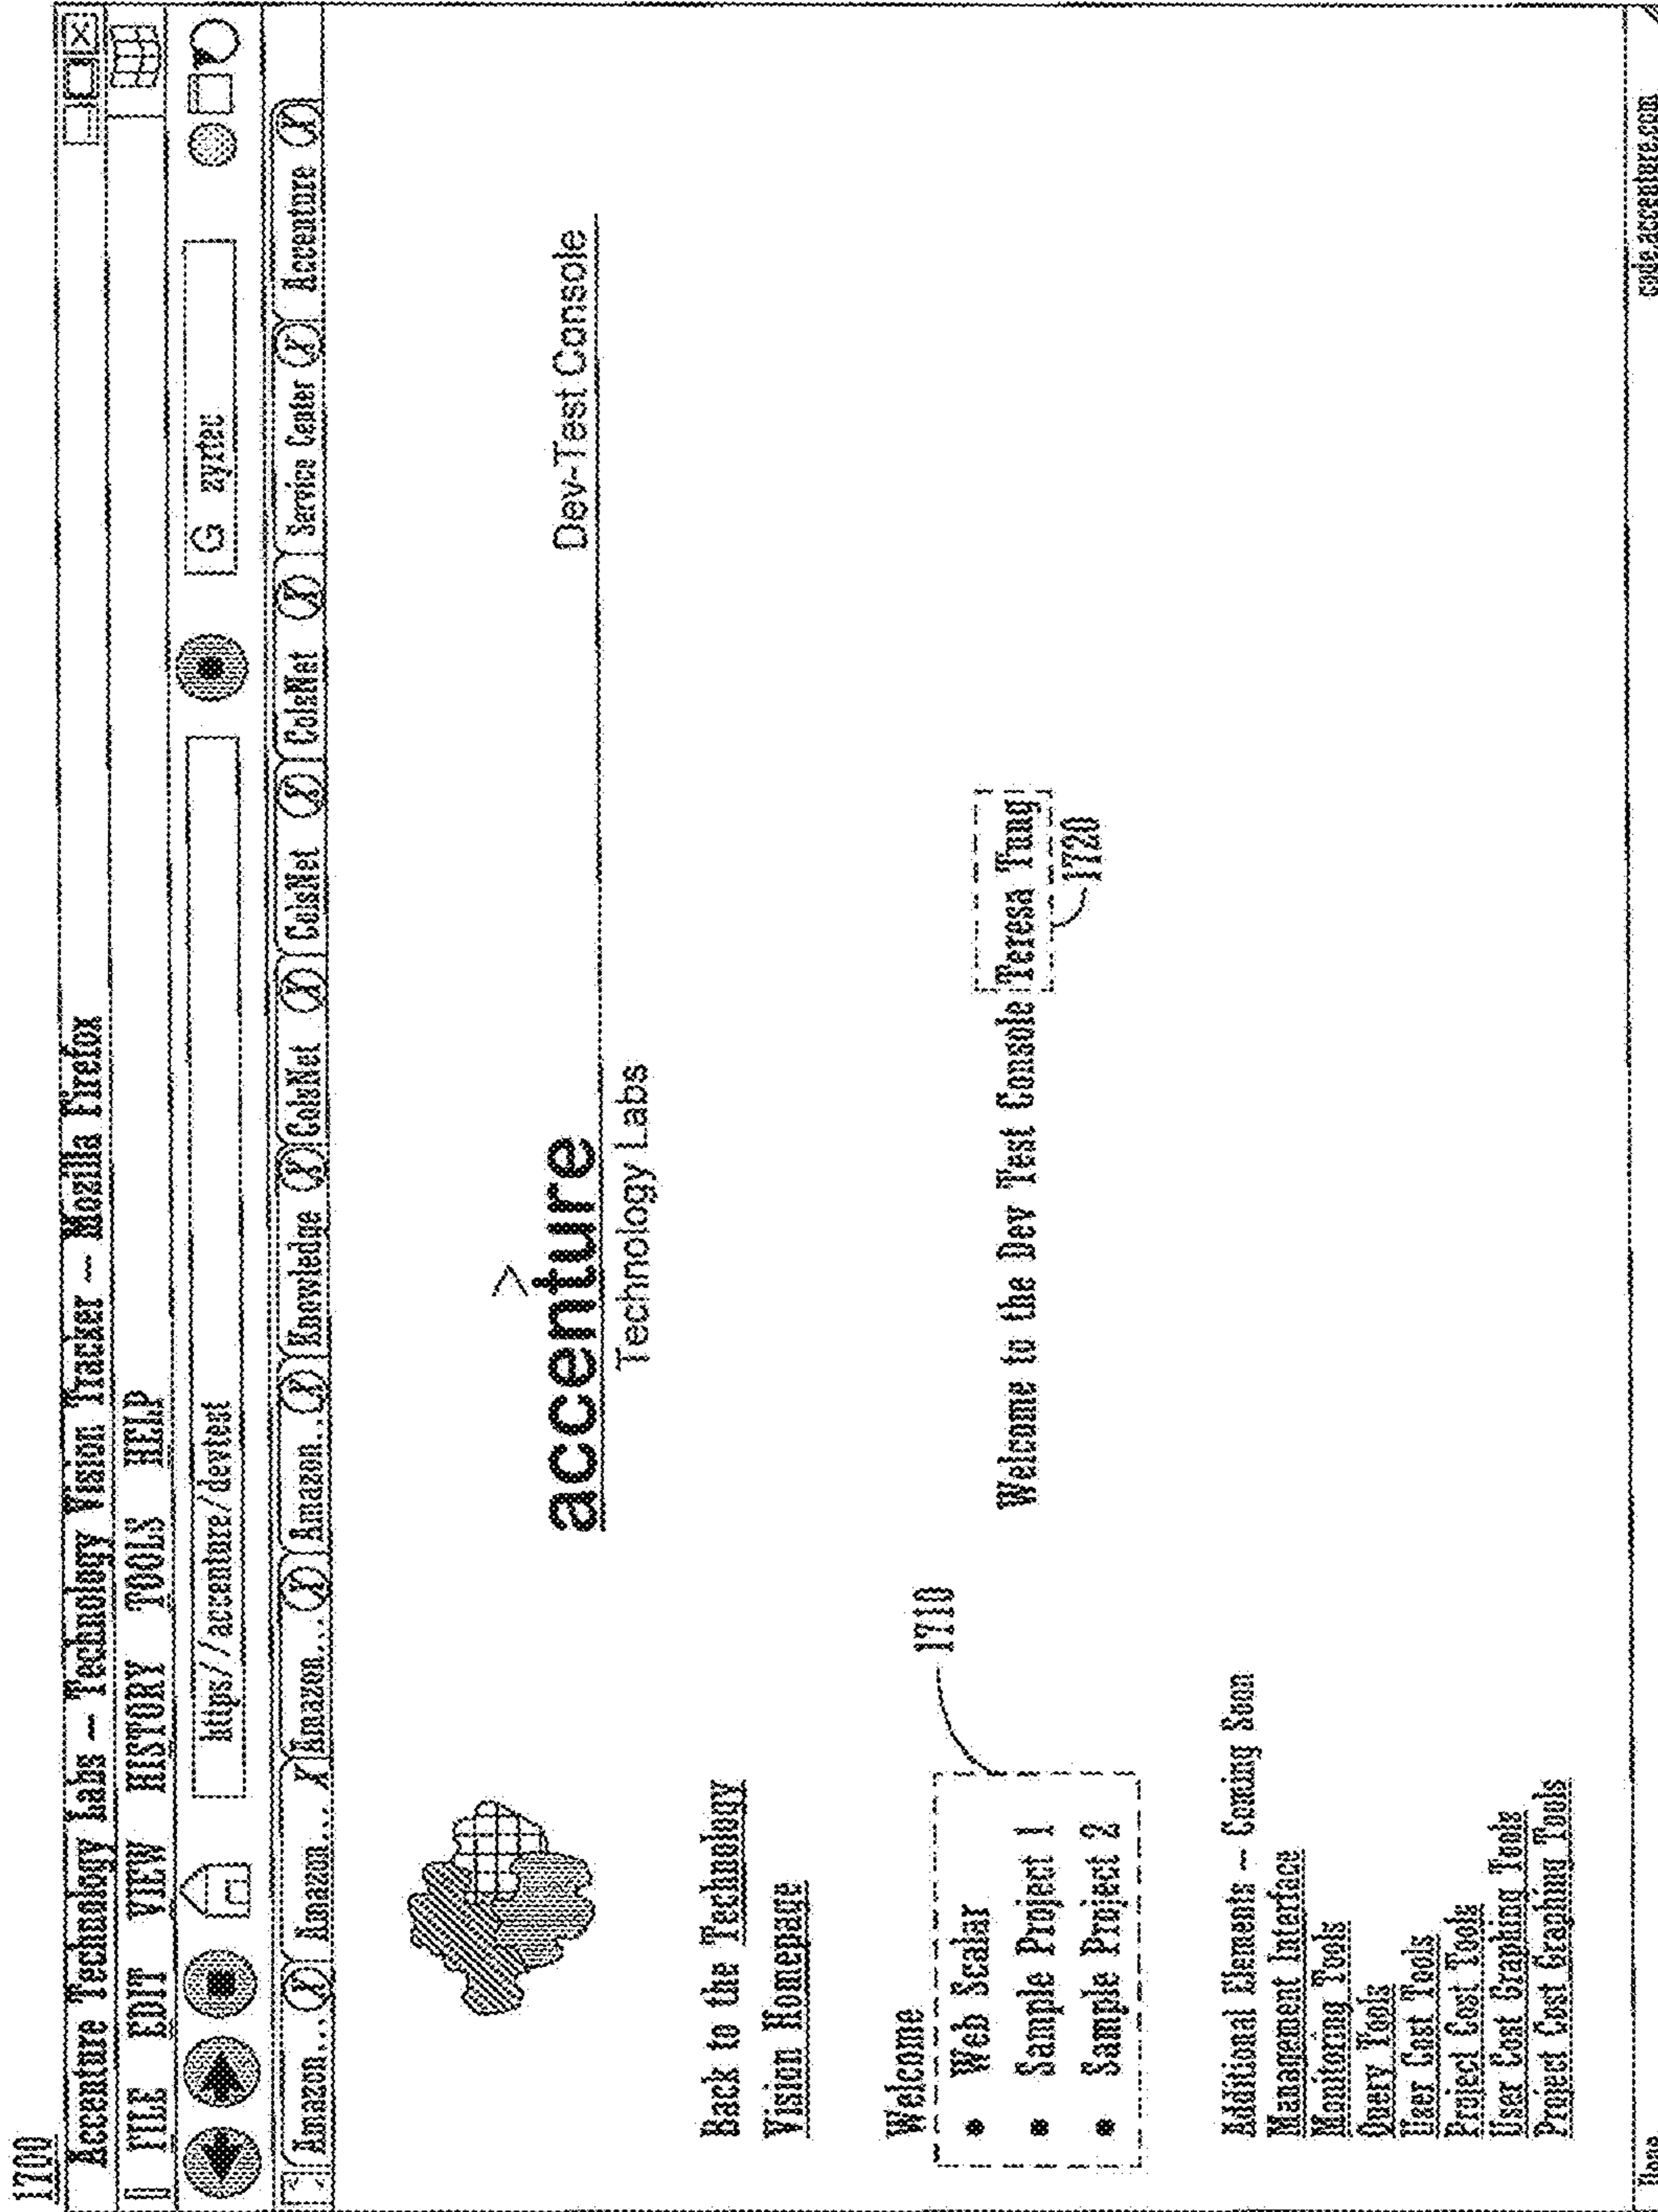 1700
Accenture Technology Labs -- Technology Vision Tracker -- Mozilla Firefox
FILE EDIT VIEW HISTORY TOOLS HELP
https//accenture/devtest G zyrtec
Amazon... X Amazon... X Amazon... X Amazon... X Knowledge X ColsNet X ColsNet X ColsNet X Service Center X Accenture X
>
accenture Dev-Test Console
Technology Labs
Back to the Technology
Vision Homepage
Welcome
1710
• Web Scalar
Welcome to the Dev Test Console Teresa Tung
• Sample Project 1
1720
• Sample Project 2
Additional Elements - Coming Soon
Management Interface
Monitoring Tools
Query Tools
User Cost Tools
Project Cost Tools
User Cost Graphing Tools
Project Cost Graphing Tools
Done code.accenture.com